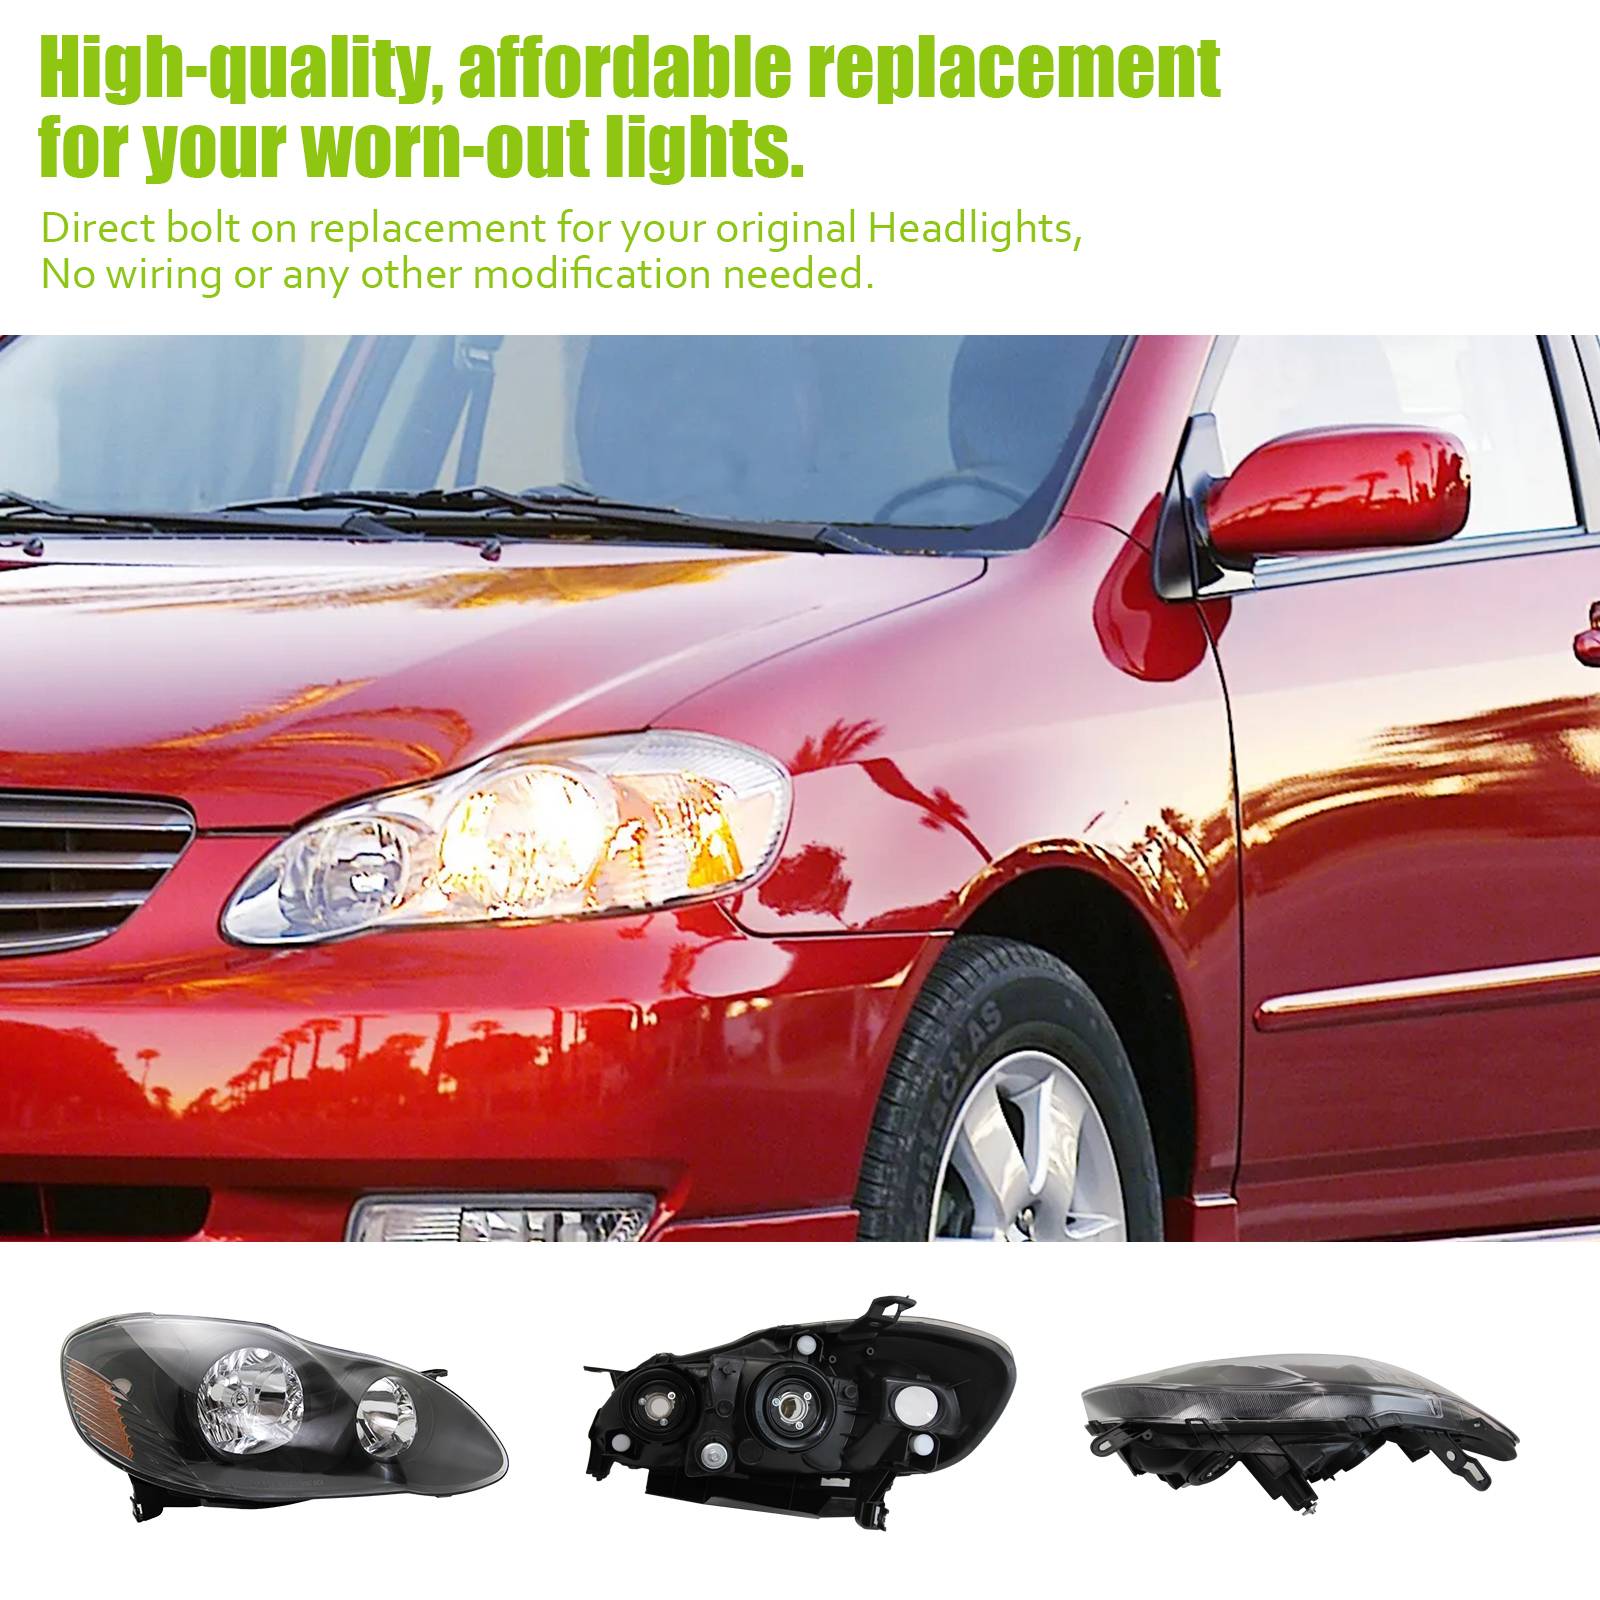 High-quality, affordable replacement
for your worn-out lights.
Direct bolt on replacement for your original Headlights,
No wiring or any other modification needed.